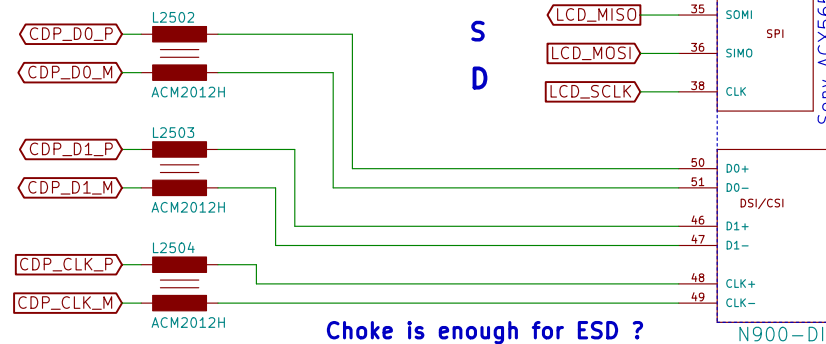 L2502
CDP_D0_P
CDP_D0_M
ACM2012H
L2503
CDP_D1_P
CDP_D1_M
ACM2012H
L2504
CDP_CLK_P
CDP_CLK_M
ACM2012H
S
D
LCD_MISO 35 SOMI
SPI
LCD_MOSI 36 SIMO
LCD_SCLK 38 CLK
50 D0+
51 D0-
DSI/CSI
46 D1+
47 D1-
48 CLK+
49 CLK-
Choke is enough for ESD ?
N900-DI